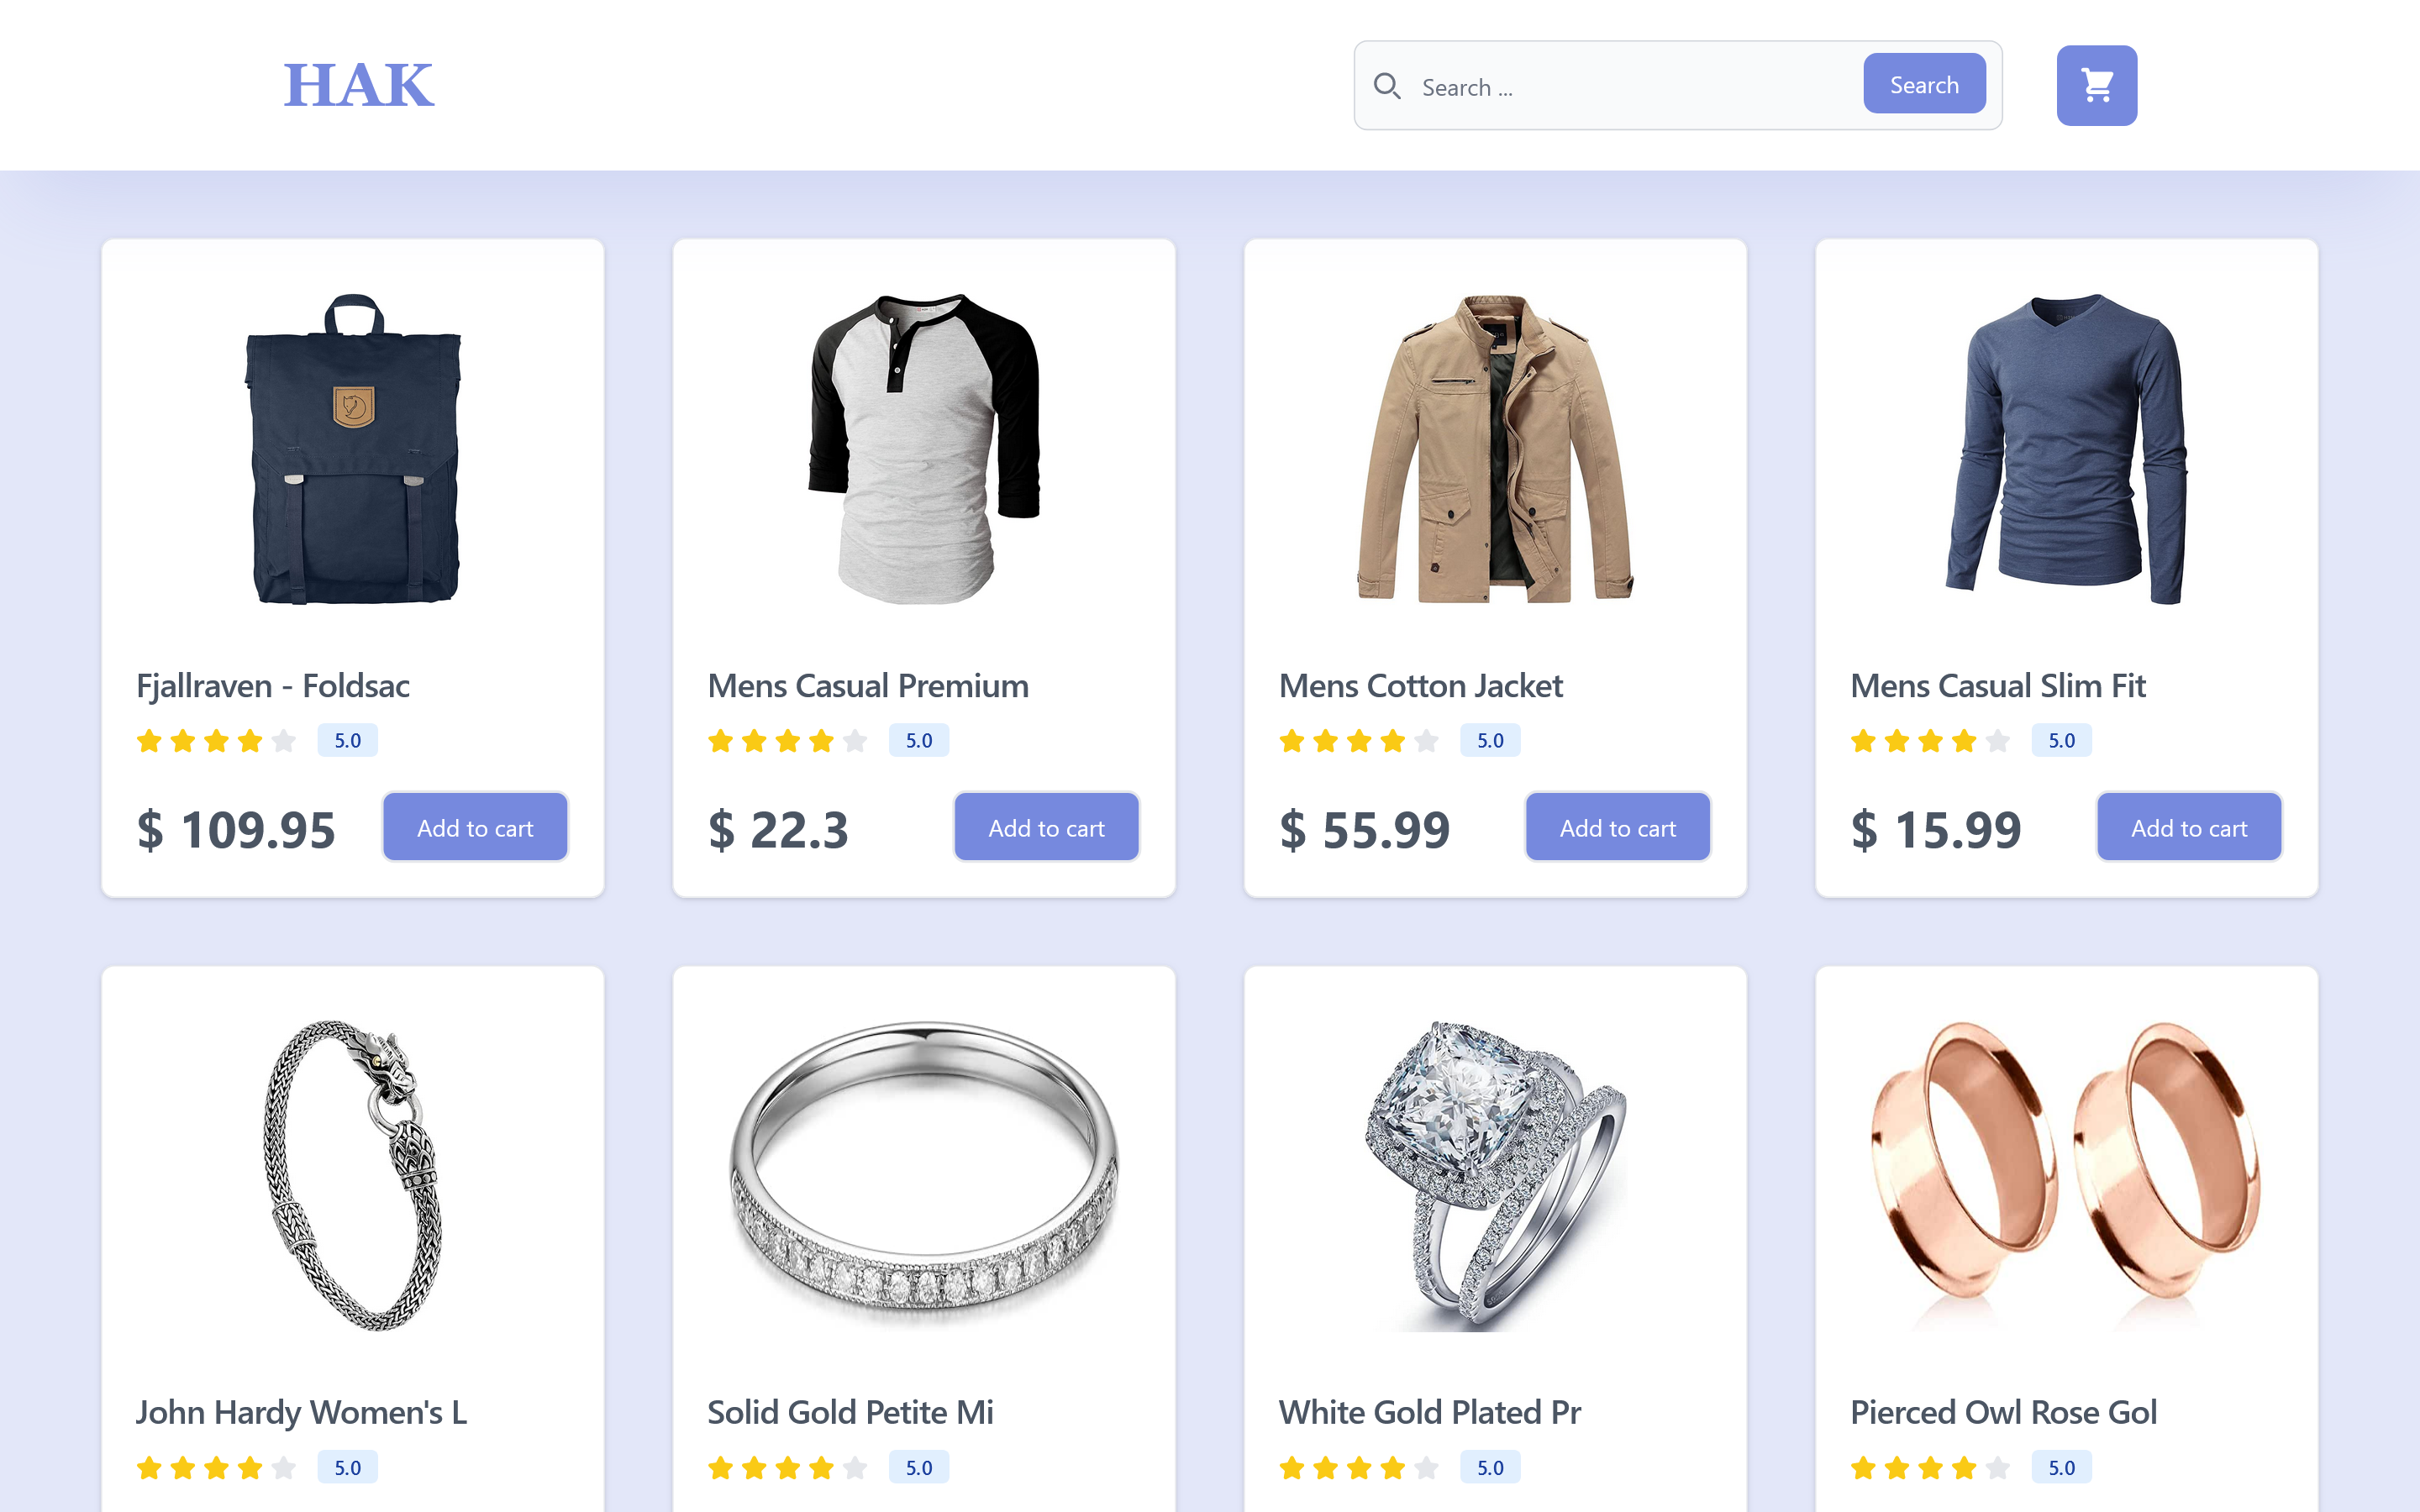 HAK
Search ...
Search
Fjallraven - Foldsac
5.0
$ 109.95
Add to cart
Mens Casual Premium
5.0
$ 22.3
Add to cart
Mens Cotton Jacket
5.0
$ 55.99
Add to cart
Mens Casual Slim Fit
5.0
$ 15.99
Add to cart
John Hardy Women's L
5.0
Solid Gold Petite Mi
5.0
White Gold Plated Pr
5.0
Pierced Owl Rose Gol
5.0